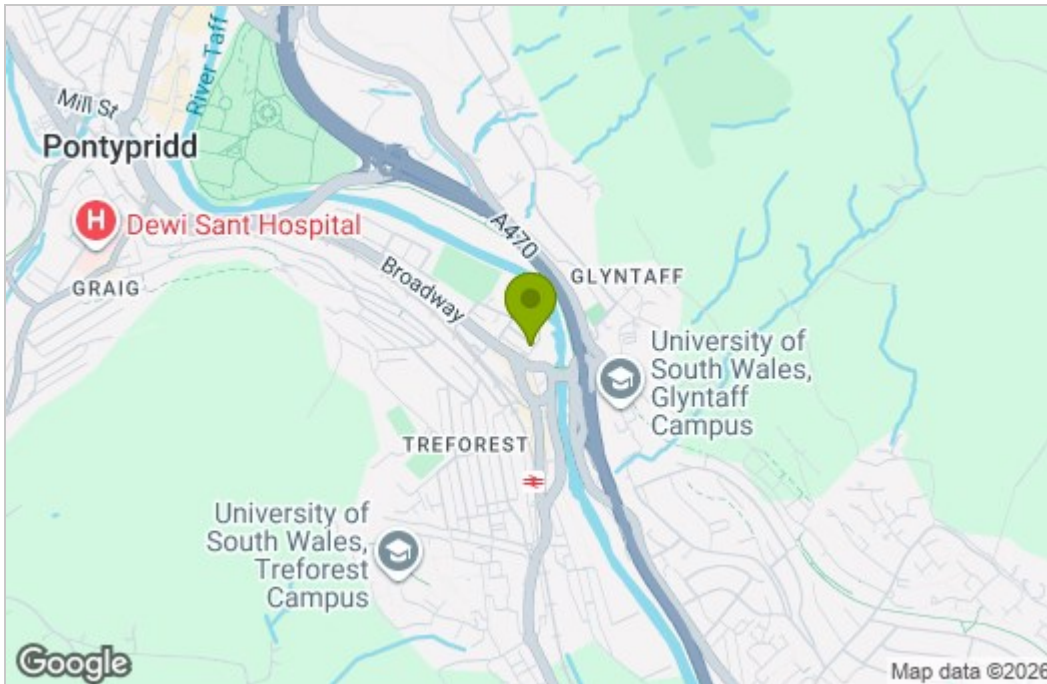 River Taff
Mill St
Pontypridd
H
Dewi Sant Hospital
A470
GRAIG
Broadway
GLYNTAFF
University of
South Wales,
Glyntaff
Campus
TREFOREST
University of
South Wales,
Treforest
Campus
Google
Map data ©2026